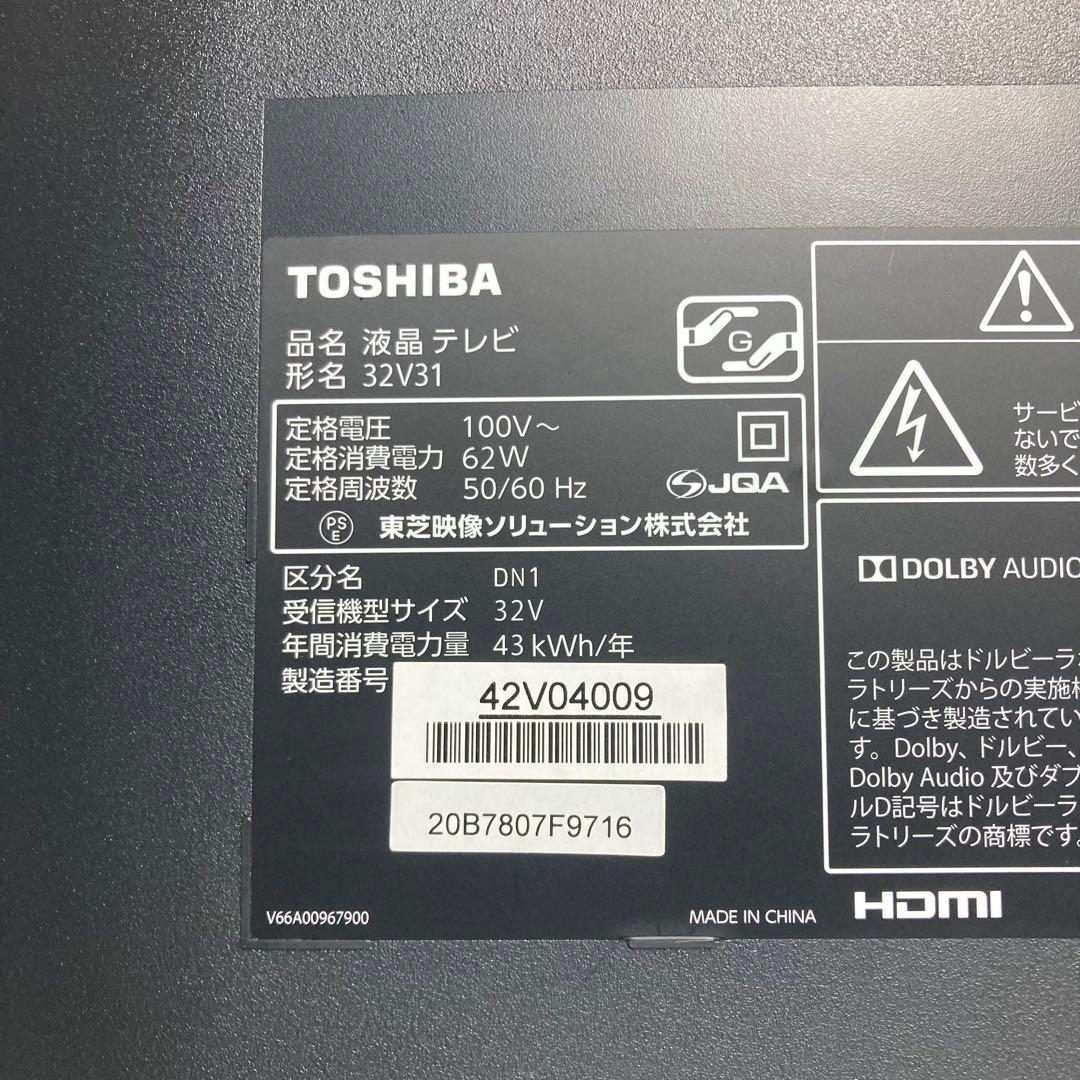 TOSHIBA
品名 液晶 テレビ
形名 32V31
G
定格電圧 100V～
定格消費電力 62W
定格周波数 50/60 Hz
JQA
PS
E
東芝映像ソリューション株式会社
区分名 DN1
受信機型サイズ 32V
年間消費電力量 43 kWh/年
製造番号
42V04009
20B7807F9716
V66A00967900
MADE IN CHINA
サービ
ないで
数多く
DOLBY AUDIO
この製品はドルビーラ
ラトリーズからの実施
に基づき製造されてい
す。Dolby、ドルビー、
Dolby Audio 及びダブ
ルD記号はドルビーラ
ラトリーズの商標です
HDMI